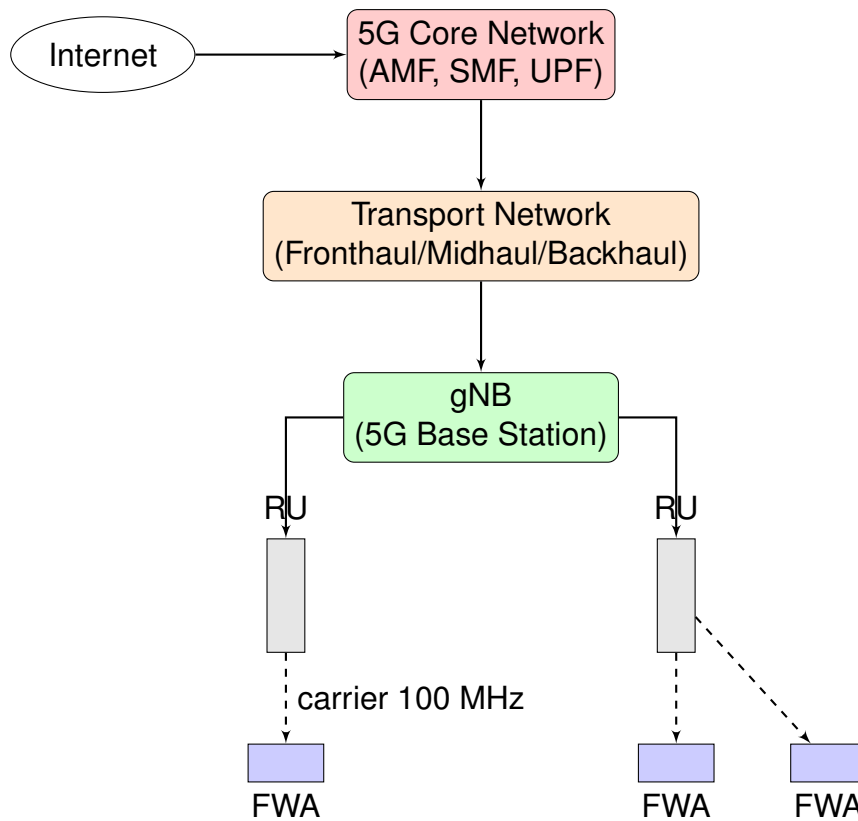 Internet
5G Core Network
(AMF, SMF, UPF)
Transport Network
(Fronthaul/Midhaul/Backhaul)
gNB
(5G Base Station)
RU
RU
carrier 100 MHz
FWA
FWA
FWA